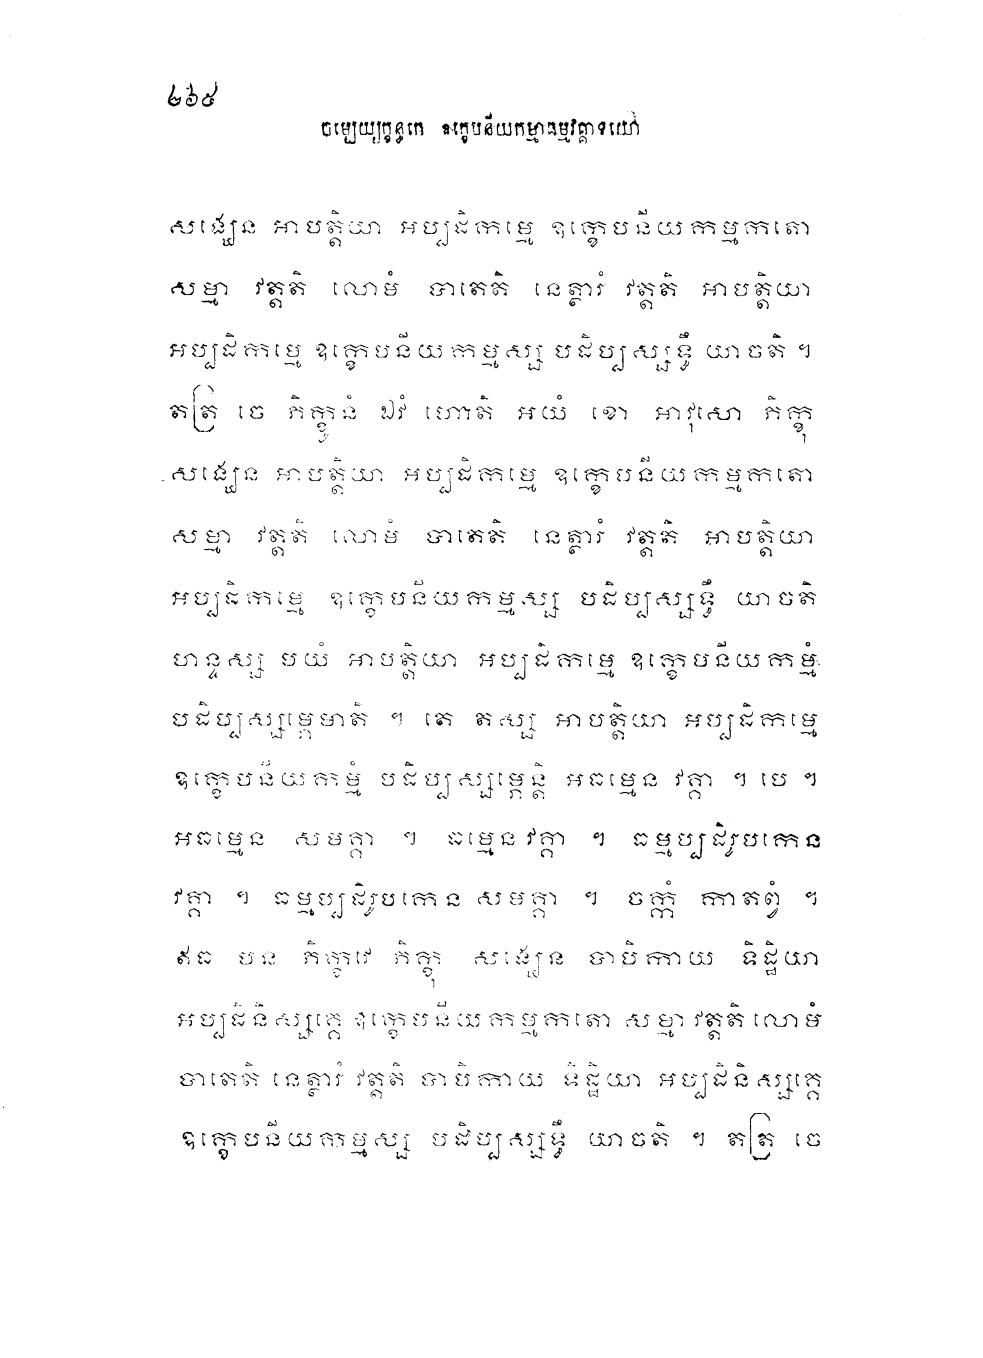 ២៦៥
ចម្បេយ្យក្ខន្ធកេ ឧក្ខេបនីយកម្មាធម្មវគ្គាទយោ
សង្ឃេន អាបត្តិយា អប្បដិកម្មេ ឧក្ខេបនីយកម្មកតោ
សម្មា វត្តតិ លោមំ បាតេតិ នេត្ថារំ វត្តតិ អាបត្តិយា
អប្បដិកម្មេ ឧក្ខេបនីយកម្មស្ស បដិប្បស្សទ្ធឹ យាចតិ ។
តត្រ ចេ ភិក្ខូនំ ឯវំ ហោតិ អយំ ខោ អាវុសោ ភិក្ខុ
សង្ឃេន អាបត្តិយា អប្បដិកម្មេ ឧក្ខេបនីយកម្មកតោ
សម្មា វត្តតិ លោមំ បាតេតិ នេត្ថារំ វត្តតិ អាបត្តិយា
អប្បដិកម្មេ ឧក្ខេបនីយកម្មស្ស បដិប្បស្សទ្ធឹ យាចតិ
ហន្ទស្ស មយំ អាបត្តិយា អប្បដិកម្មេ ឧក្ខេបនីយកម្មំ
បដិប្បស្សម្ភេមាតិ ។ តេ តស្ស អាបត្តិយា អប្បដិកម្មេ
ឧក្ខេបនីយកម្មំ បដិប្បស្សម្ភេន្តិ អធម្មេន វគ្គា ។ បេ ។
អធម្មេន សមគ្គា ។ ធម្មេន វគ្គា ។ ធម្មប្បដិរូបកេន
វគ្គា ។ ធម្មប្បដិរូបកេន សមគ្គា ។ ចក្កំ កាតព្វំ ។
ឥធ បន ភិក្ខវេ ភិក្ខុ សង្ឃេន បាបិកាយ ទិដ្ឋិយា
អប្បដិនិស្សគ្គេ ឧក្ខេបនីយកម្មកតោ សម្មា វត្តតិ លោមំ
បាតេតិ នេត្ថារំ វត្តតិ បាបិកាយ ទិដ្ឋិយា អប្បដិនិស្សគ្គេ
ឧក្ខេបនីយកម្មស្ស បដិប្បស្សទ្ធឹ យាចតិ ។ តត្រ ចេ